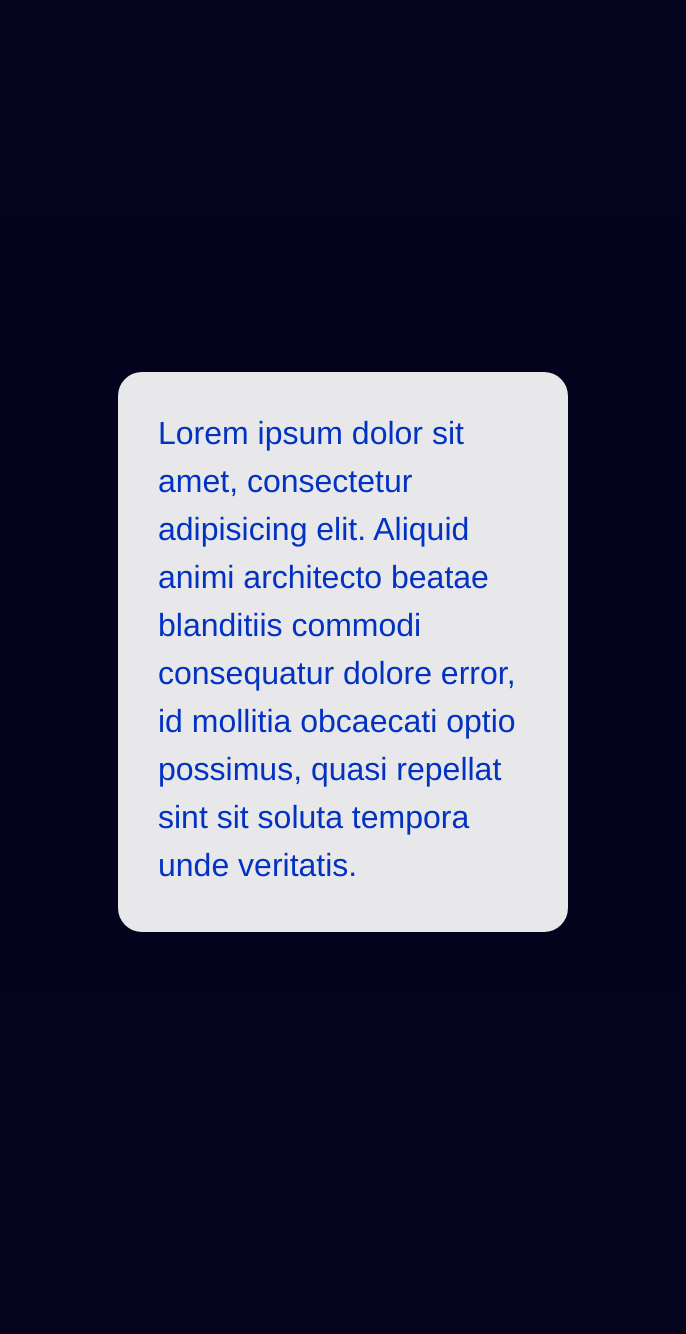 Lorem ipsum dolor sit
amet, consectetur
adipisicing elit. Aliquid
animi architecto beatae
blanditiis commodi
consequatur dolore error,
id mollitia obcaecati optio
possimus, quasi repellat
sint sit soluta tempora
unde veritatis.